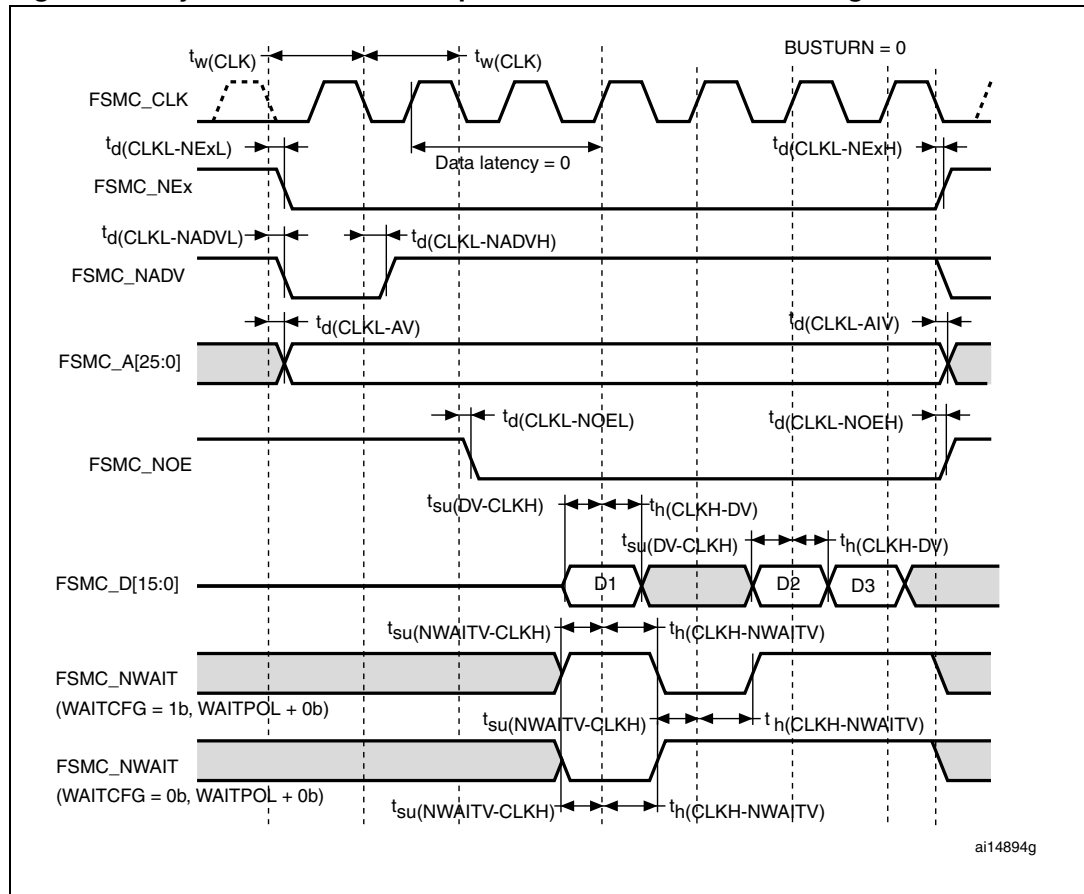 BUSTURN = 0
tw(CLK)
tw(CLK)
FSMC_CLK
td(CLKL-NExL)
Data latency = 0
td(CLKL-NExH)
FSMC_NEx
td(CLKL-NADVL)
td(CLKL-NADVH)
FSMC_NADV
td(CLKL-AV)
td(CLKL-AIV)
FSMC_A[25:0]
td(CLKL-NOEL)
td(CLKL-NOEH)
FSMC_NOE
tsu(DV-CLKH)
th(CLKH-DV)
tsu(DV-CLKH)
th(CLKH-DV)
FSMC_D[15:0]
D1
D2
D3
tsu(NWAITV-CLKH)
th(CLKH-NWAITV)
FSMC_NWAIT
(WAITCFG = 1b, WAITPOL + 0b)
tsu(NWAITV-CLKH)
th(CLKH-NWAITV)
FSMC_NWAIT
(WAITCFG = 0b, WAITPOL + 0b)
tsu(NWAITV-CLKH)
th(CLKH-NWAITV)
ai14894g